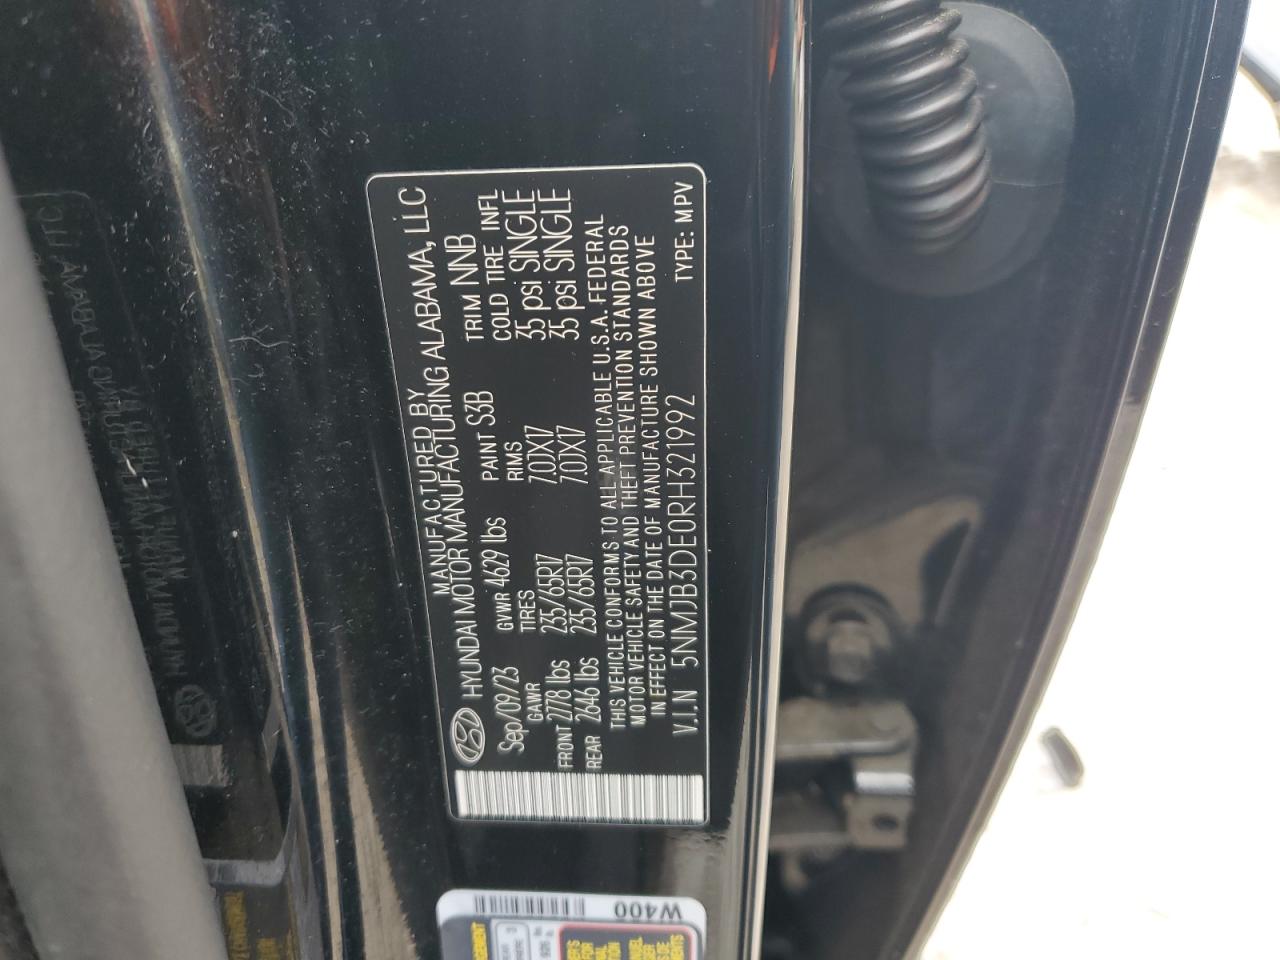 MANUFACTURED BY
HYUNDAI MOTOR MANUFACTURING ALABAMA, LLC
Sep/09/23 GVWR 4629 lbs PAINT S3B TRIM NNB
GAWR TIRES RIMS COLD TIRE INFL
FRONT 2778 lbs 235/65R17 7.0JX17 35 psi SINGLE
REAR 2646 lbs 235/65R17 7.0JX17 35 psi SINGLE
THIS VEHICLE CONFORMS TO ALL APPLICABLE U.S.A. FEDERAL
MOTOR VEHICLE SAFETY AND THEFT PREVENTION STANDARDS
IN EFFECT ON THE DATE OF MANUFACTURE SHOWN ABOVE
V.I.N 5NMJB3DE0RH321992 TYPE: MPV
W400